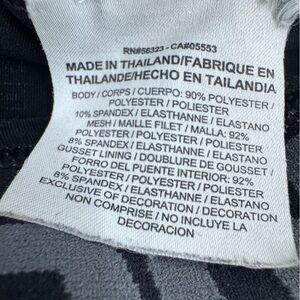 RN#56323 - CA#05553
MADE IN THAILAND/FABRIQUE EN
THAILANDE/HECHO EN TAILANDIA
BODY / CORPS / CUERPO: 90% POLYESTER /
POLYESTER / POLIESTER
10% SPANDEX / ELASTHANNE / ELASTANO
MESH / MAILLE FILET / MALLA: 92%
POLYESTER / POLYESTER / POLIESTER
8% SPANDEX / ELASTHANNE / ELASTANO
GUSSET LINING / DOUBLURE DE GOUSSET /
FORRO DEL PUENTE INTERIOR: 92%
POLYESTER / POLYESTER / POLIESTER
8% SPANDEX / ELASTHANNE / ELASTANO
EXCLUSIVE OF DECORATION / DECORATION
NON COMPRISE / NO INCLUYE LA
DECORACION